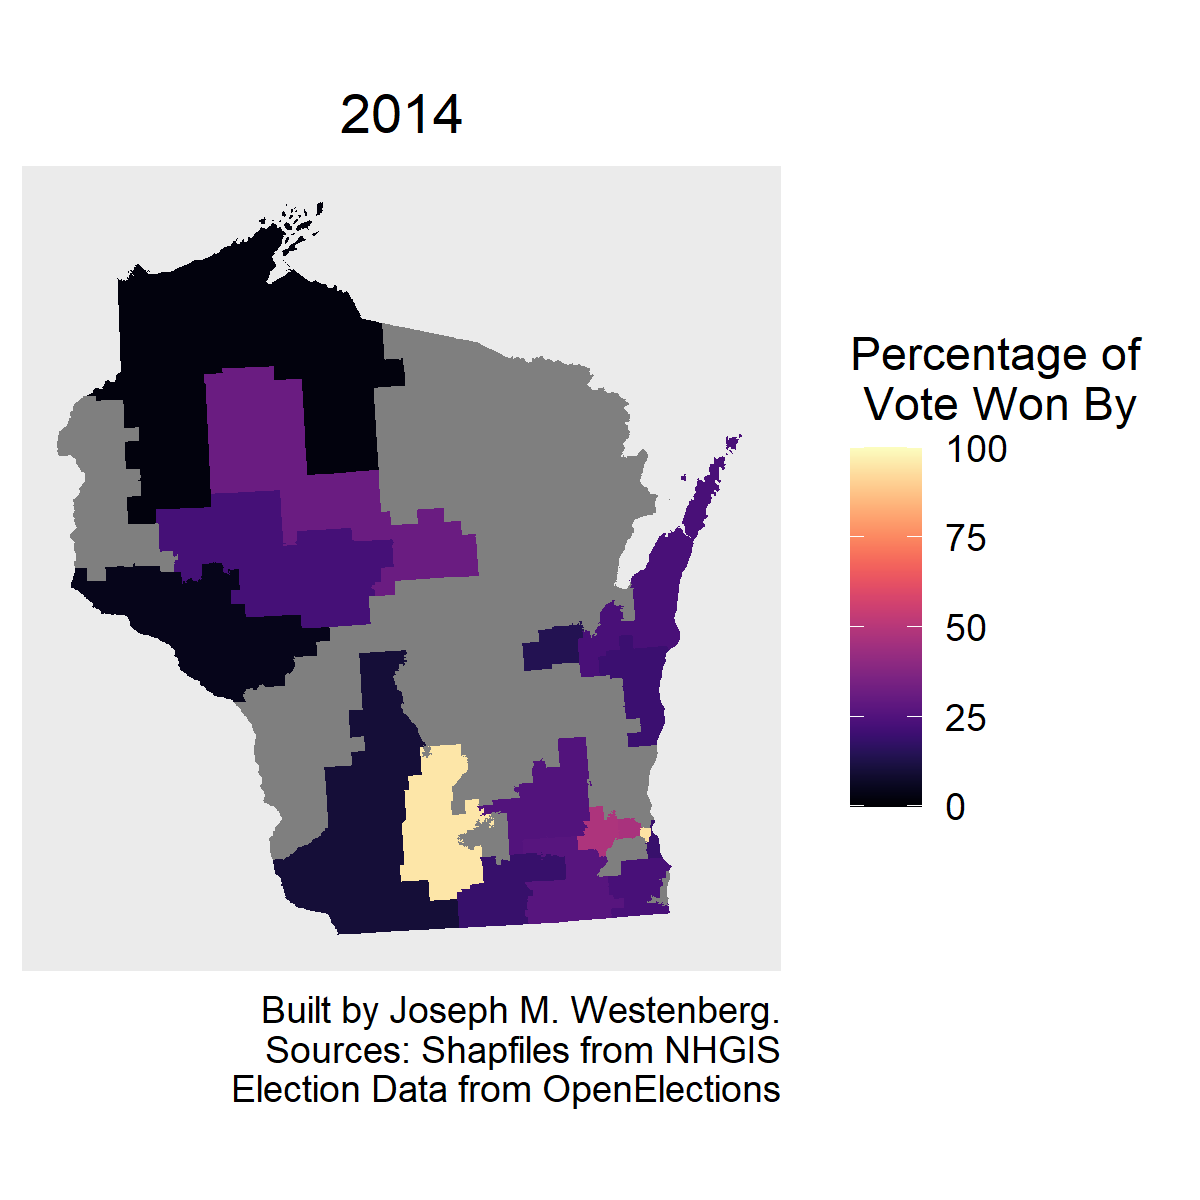 2014
Percentage of
Vote Won By
100
75
50
25
0
Built by Joseph M. Westenberg.
Sources: Shapfiles from NHGIS
Election Data from OpenElections